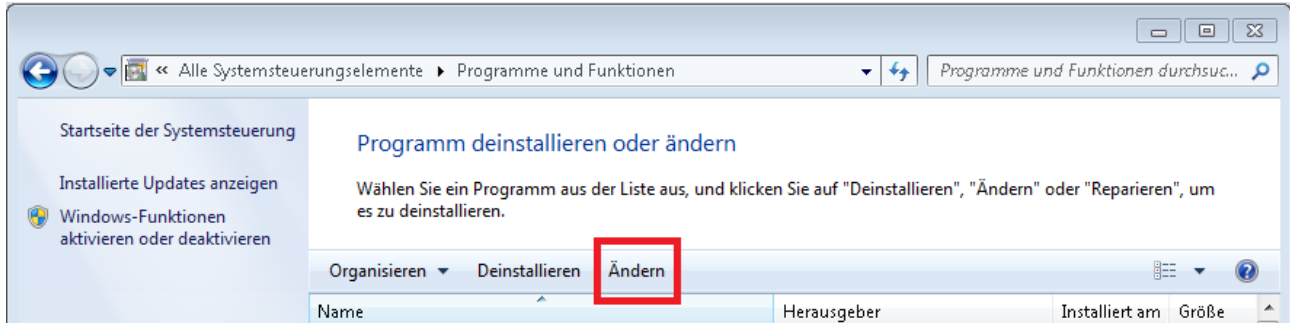 « Alle Systemsteuerungselemente ▸ Programme und Funktionen
Programme und Funktionen durchsuc...
Startseite der Systemsteuerung
Installierte Updates anzeigen
Windows-Funktionen
aktivieren oder deaktivieren
Programm deinstallieren oder ändern
Wählen Sie ein Programm aus der Liste aus, und klicken Sie auf "Deinstallieren", "Ändern" oder "Reparieren", um
es zu deinstallieren.
Organisieren Deinstallieren Ändern
Name Herausgeber Installiert am Größe